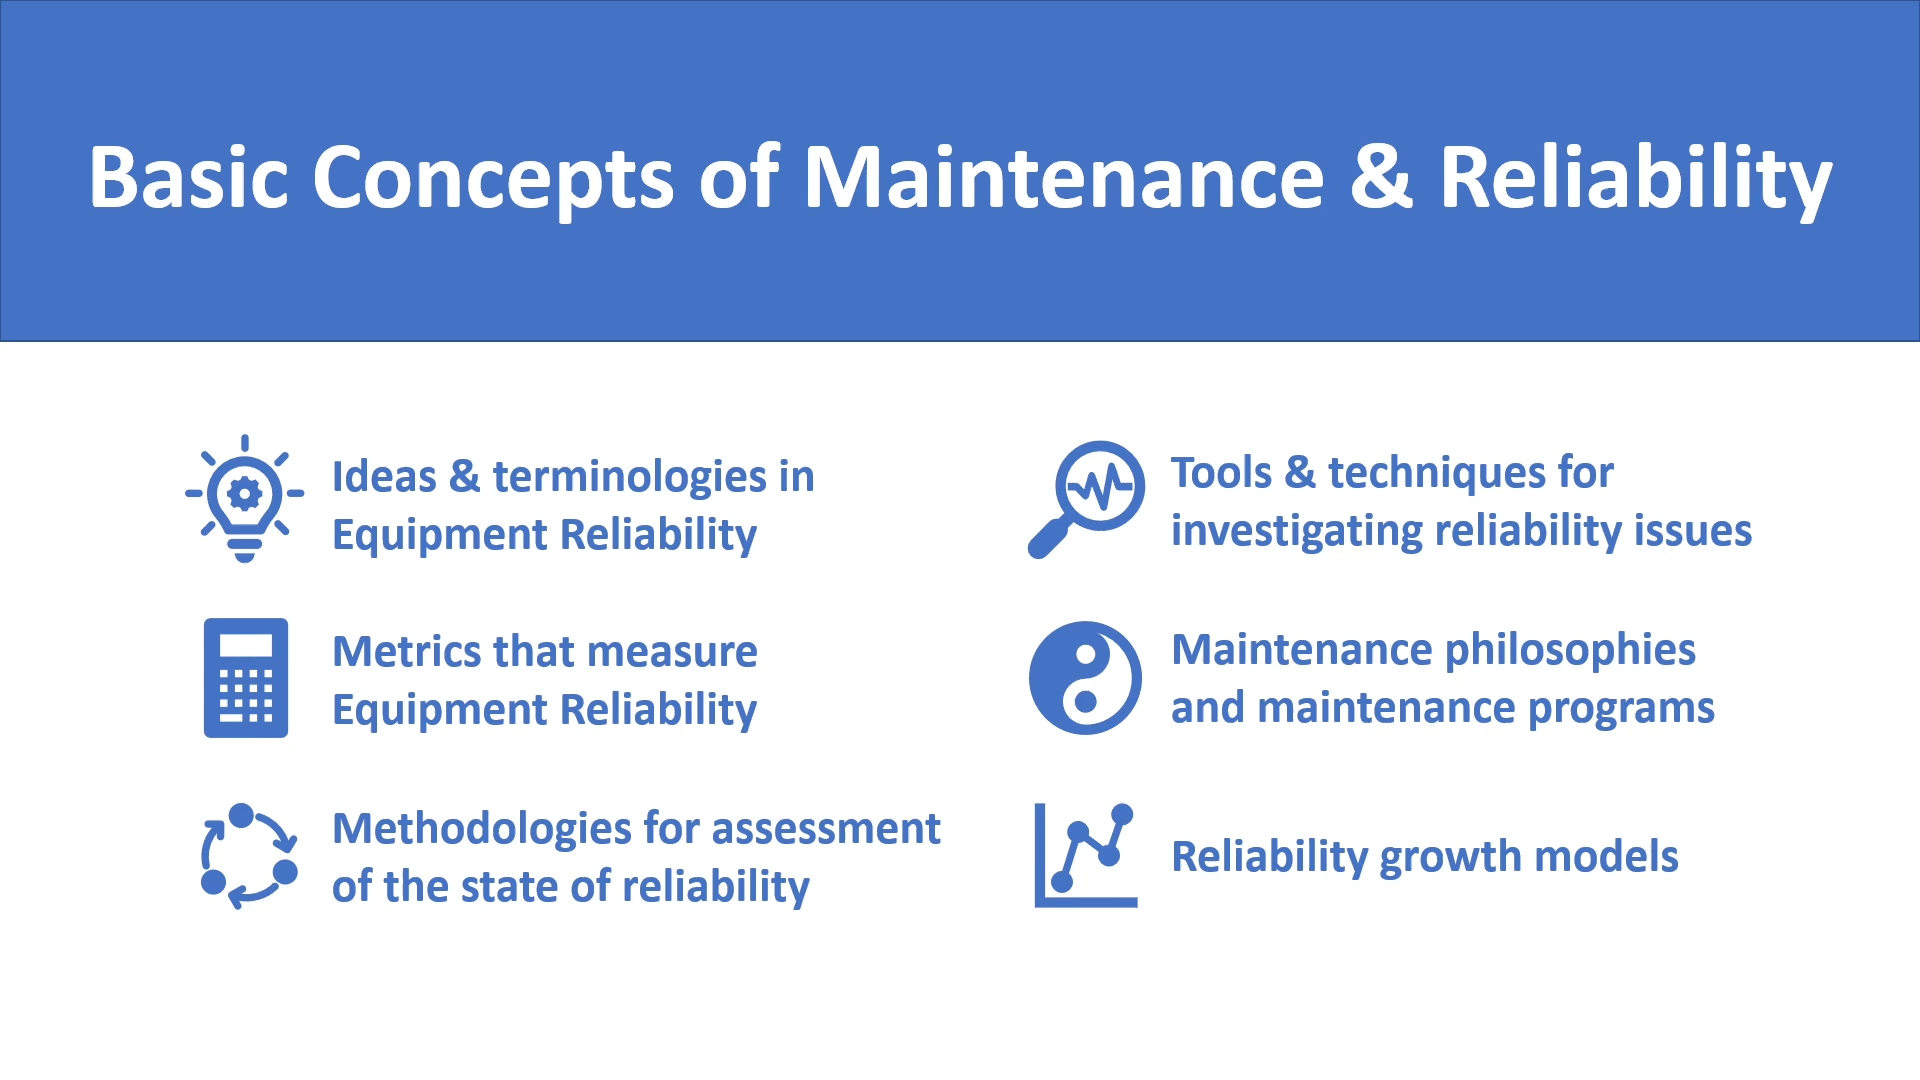 Basic Concepts of Maintenance & Reliability
Ideas & terminologies in
Equipment Reliability
Metrics that measure
Equipment Reliability
Methodologies for assessment
of the state of reliability
Tools & techniques for
investigating reliability issues
Maintenance philosophies
and maintenance programs
Reliability growth models